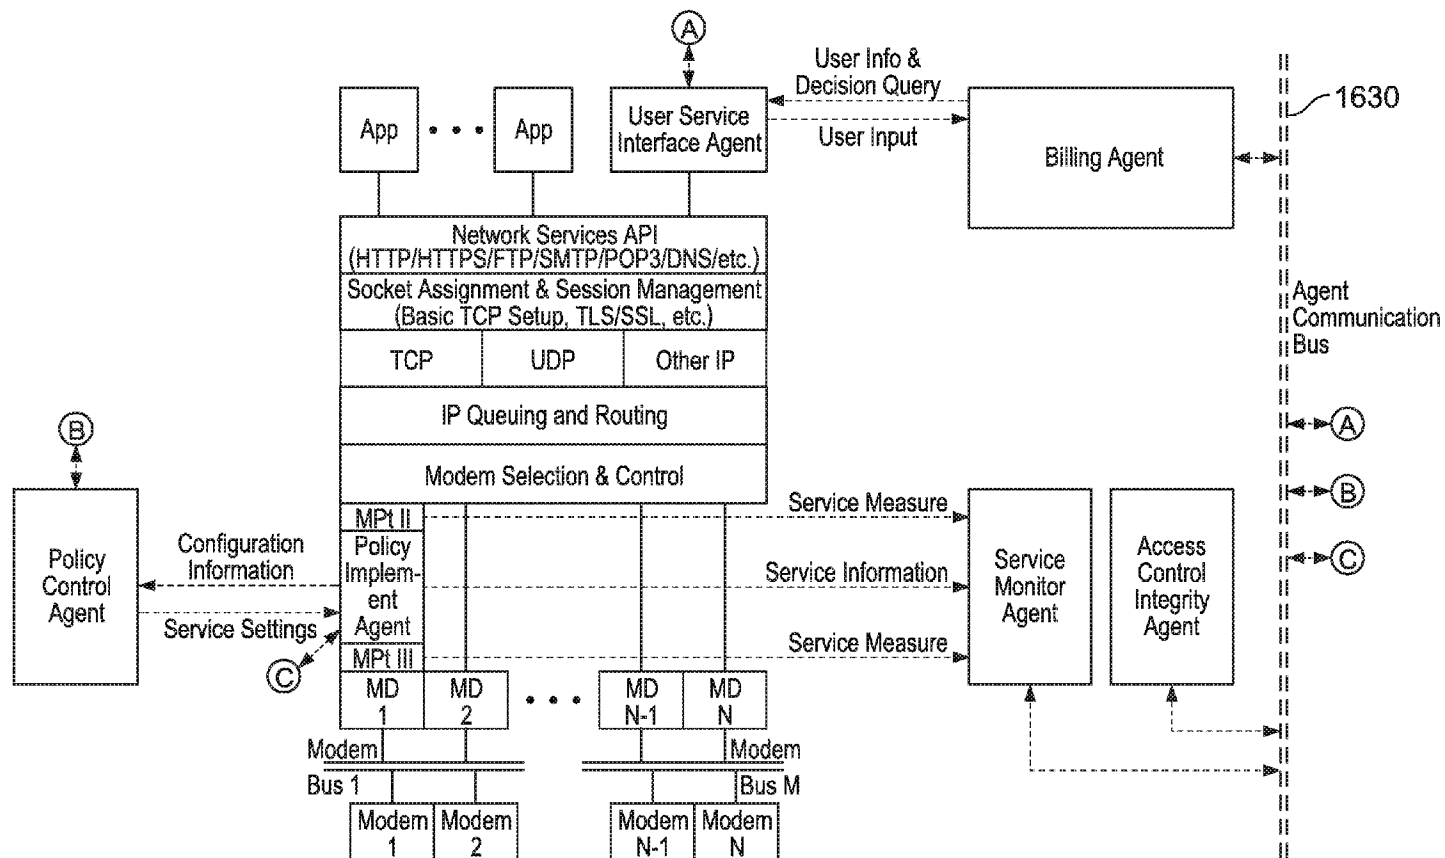 A
User Info &
Decision Query
1630
App
App
User Service
Interface Agent
User Input
Billing Agent
Network Services API
(HTTP/HTTPS/FTP/SMTP/POP3/DNS/etc.)
Socket Assignment & Session Management
(Basic TCP Setup, TLS/SSL, etc.)
Agent
Communication
Bus
TCP
UDP
Other IP
IP Queuing and Routing
B
A
Modem Selection & Control
B
MPt II
Service Measure
Policy
Control
Agent
Configuration
Information
Policy
Implem-
ent
Agent
Service Information
Service
Monitor
Agent
Access
Control
Integrity
Agent
C
Service Settings
C
MPt III
Service Measure
MD
1
MD
2
MD
N-1
MD
N
Modem
Bus 1
Modem
Bus M
Modem
1
Modem
2
Modem
N-1
Modem
N